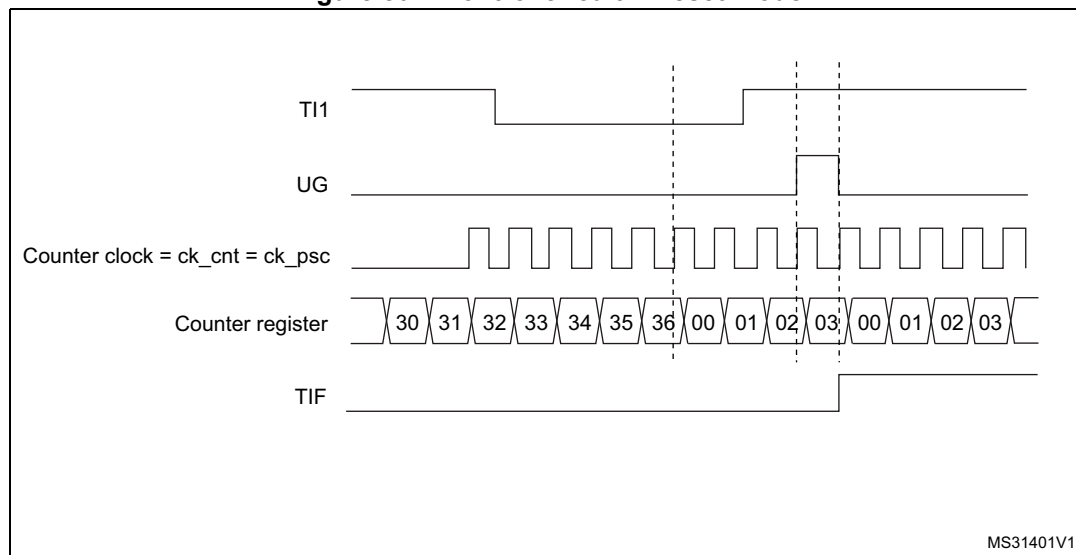 TI1
UG
Counter clock = ck_cnt = ck_psc
Counter register 30 31 32 33 34 35 36 00 01 02 03 00 01 02 03
TIF
MS31401V1